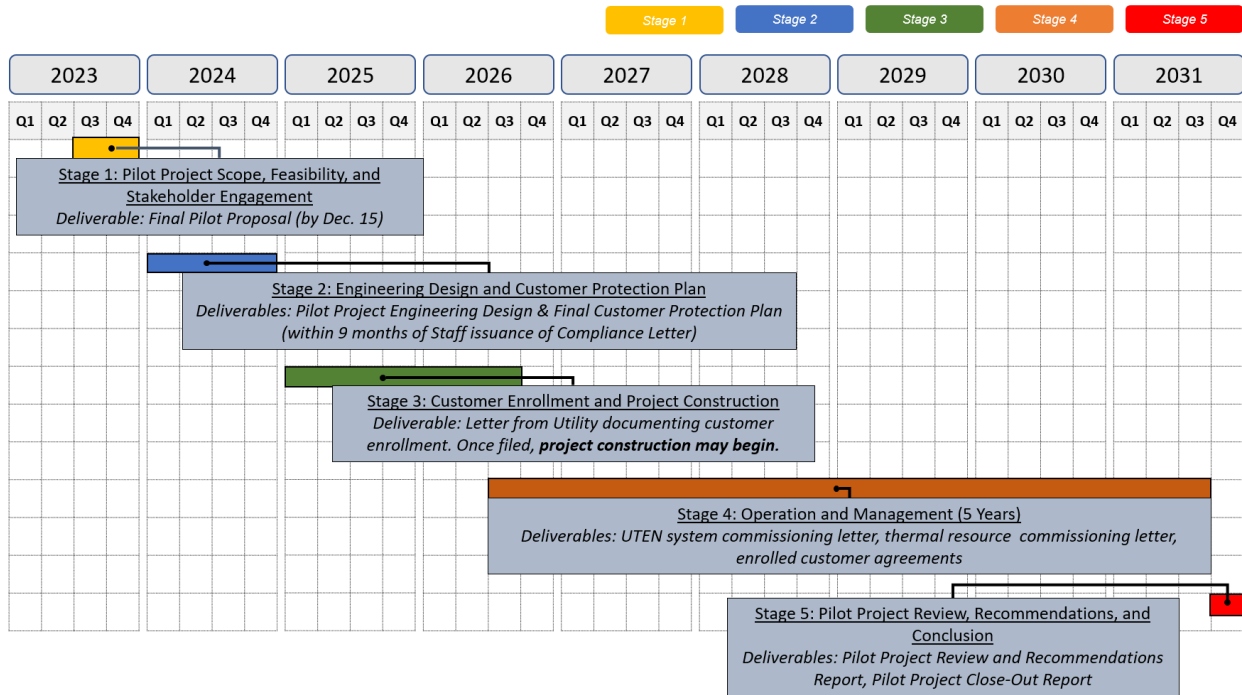 Stage 1 Stage 2 Stage 3 Stage 4 Stage 5
2023 2024 2025 2026 2027 2028 2029 2030 2031
Q1 Q2 Q3 Q4 Q1 Q2 Q3 Q4 Q1 Q2 Q3 Q4 Q1 Q2 Q3 Q4 Q1 Q2 Q3 Q4 Q1 Q2 Q3 Q4 Q1 Q2 Q3 Q4 Q1 Q2 Q3 Q4 Q1 Q2 Q3 Q4
Stage 1: Pilot Project Scope, Feasibility, and
Stakeholder Engagement
Deliverable: Final Pilot Proposal (by Dec. 15)
Stage 2: Engineering Design and Customer Protection Plan
Deliverables: Pilot Project Engineering Design & Final Customer Protection Plan
(within 9 months of Staff issuance of Compliance Letter)
Stage 3: Customer Enrollment and Project Construction
Deliverable: Letter from Utility documenting customer
enrollment. Once filed, project construction may begin.
Stage 4: Operation and Management (5 Years)
Deliverables: UTEN system commissioning letter, thermal resource commissioning letter,
enrolled customer agreements
Stage 5: Pilot Project Review, Recommendations, and
Conclusion
Deliverables: Pilot Project Review and Recommendations
Report, Pilot Project Close-Out Report